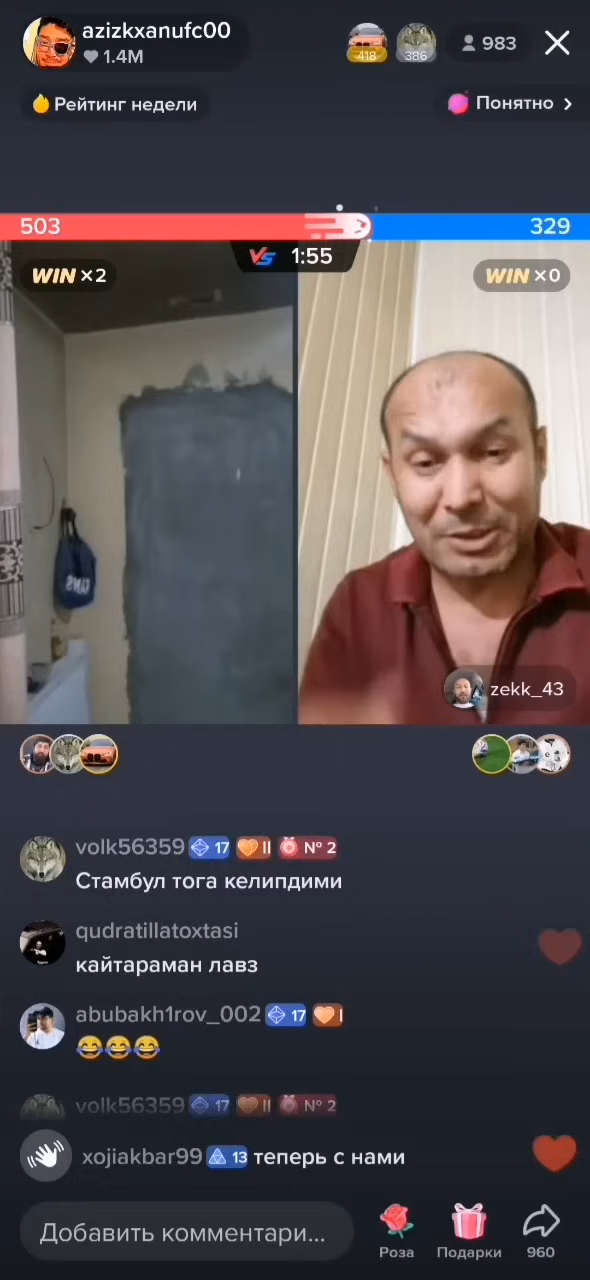 azizkxanufc00
1.4M
418
386
983
Рейтинг недели
Понятно
503
329
VS 1:55
WIN ×2
WIN ×0
zekk_43
volk56359 17 II № 2
Стамбул тога келипдими
qudratillatoxtasi
кайтараман лавз
abubakh1rov_002 17 I
😂😂😂
volk56359 17 II № 2
xojiakbar99 13 теперь с нами
Добавить комментари...
Роза
Подарки
960